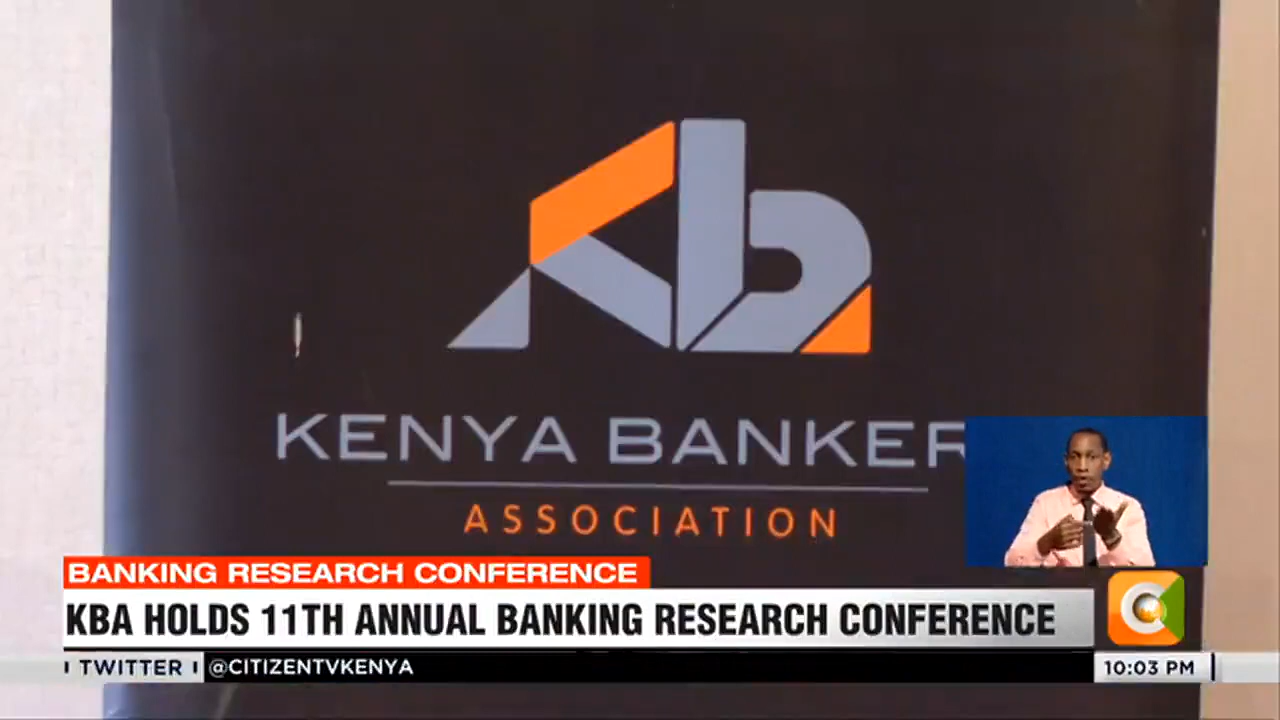 kb
KENYA BANKER
ASSOCIATION
BANKING RESEARCH CONFERENCE
KBA HOLDS 11TH ANNUAL BANKING RESEARCH CONFERENCE
TWITTER @CITIZENTVKENYA
10:03 PM